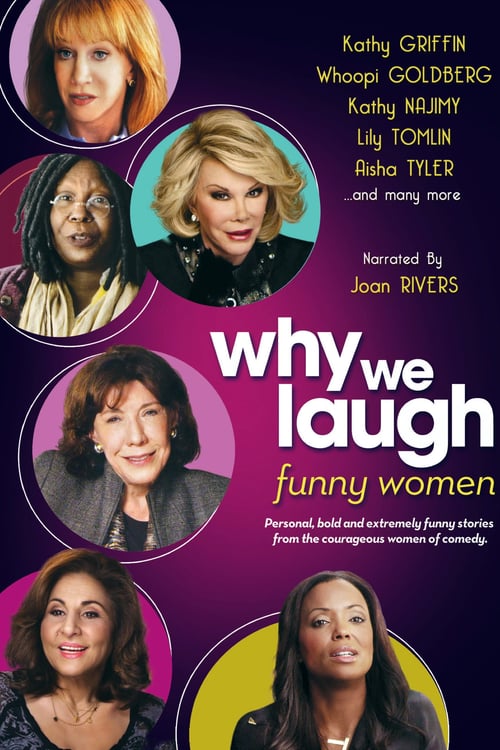 Kathy GRIFFIN
Whoopi GOLDBERG
Kathy NAJIMY
Lily TOMLIN
Aisha TYLER
...and many more
Narrated By
Joan RIVERS
why we
laugh
funny women
Personal, bold and extremely funny stories
from the courageous women of comedy.